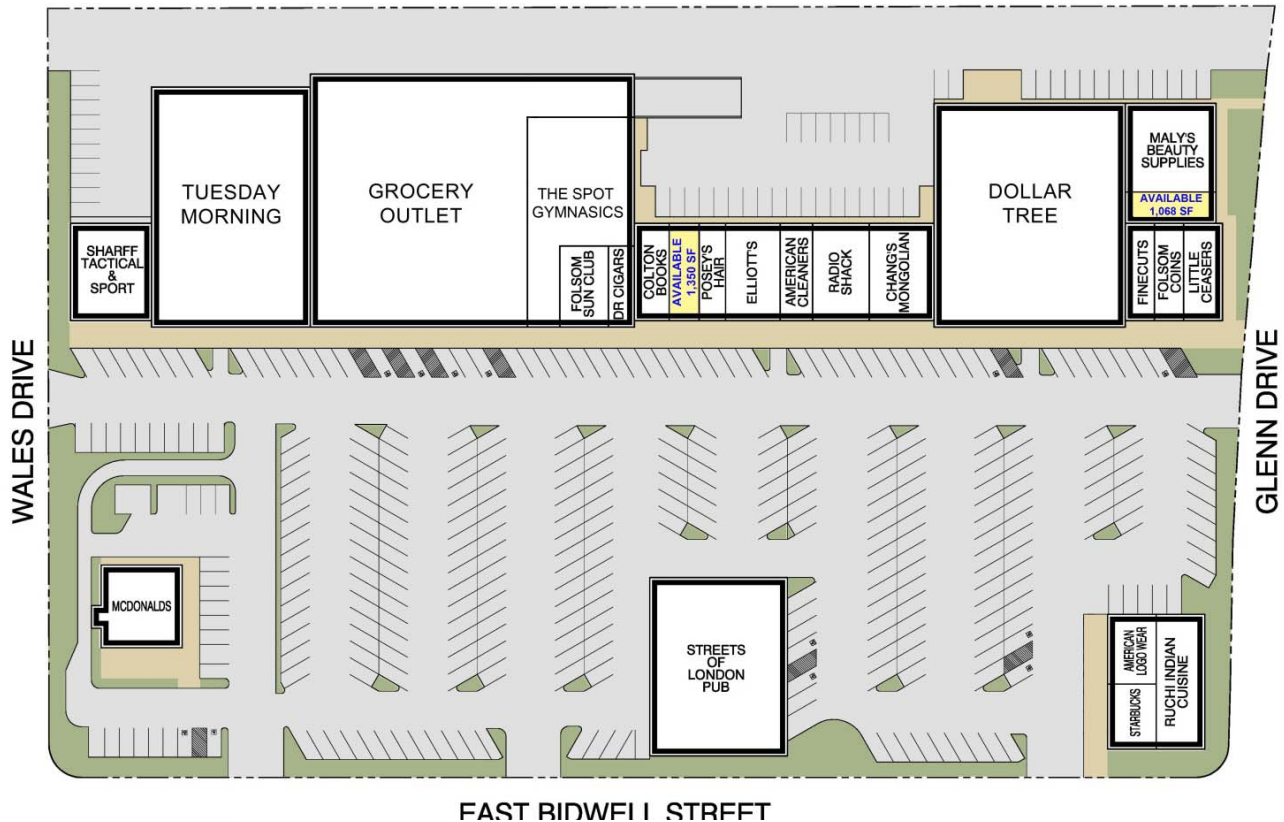 TUESDAY
MORNING
GROCERY
OUTLET
THE SPOT
GYMNASICS
DOLLAR
TREE
MALY'S
BEAUTY
SUPPLIES
AVAILABLE
1,068 SF
SHARFF
TACTICAL
&
SPORT
FOLSOM
SUN CLUB
DR CIGARS
COLTON
BOOKS
AVAILABLE
1,350 SF
POSEY'S
HAIR
ELLIOTT'S
AMERICAN
CLEANERS
RADIO
SHACK
CHANG'S
MONGOLIAN
FINECUTS
FOLSOM
COINS
LITTLE
CEASERS
WALES DRIVE
GLENN DRIVE
MCDONALDS
STREETS
OF
LONDON
PUB
AMERICAN
LOGO WEAR
STARBUCKS
RUCHI INDIAN
CUISINE
EAST BIDWELL STREET